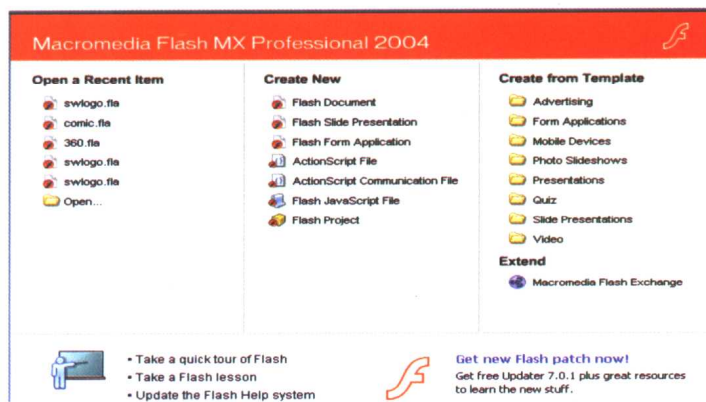 Macromedia Flash MX Professional 2004
Open a Recent Item
swlogo.fla
comic.fla
360.fla
swlogo.fla
swlogo.fla
Open...
Create New
Flash Document
Flash Slide Presentation
Flash Form Application
ActionScript File
ActionScript Communication File
Flash JavaScript File
Flash Project
Create from Template
Advertising
Form Applications
Mobile Devices
Photo Slideshows
Presentations
Quiz
Slide Presentations
Video
Extend
Macromedia Flash Exchange
• Take a quick tour of Flash
• Take a Flash lesson
• Update the Flash Help system
Get new Flash patch now!
Get free Updater 7.0.1 plus great resources
to learn the new stuff.